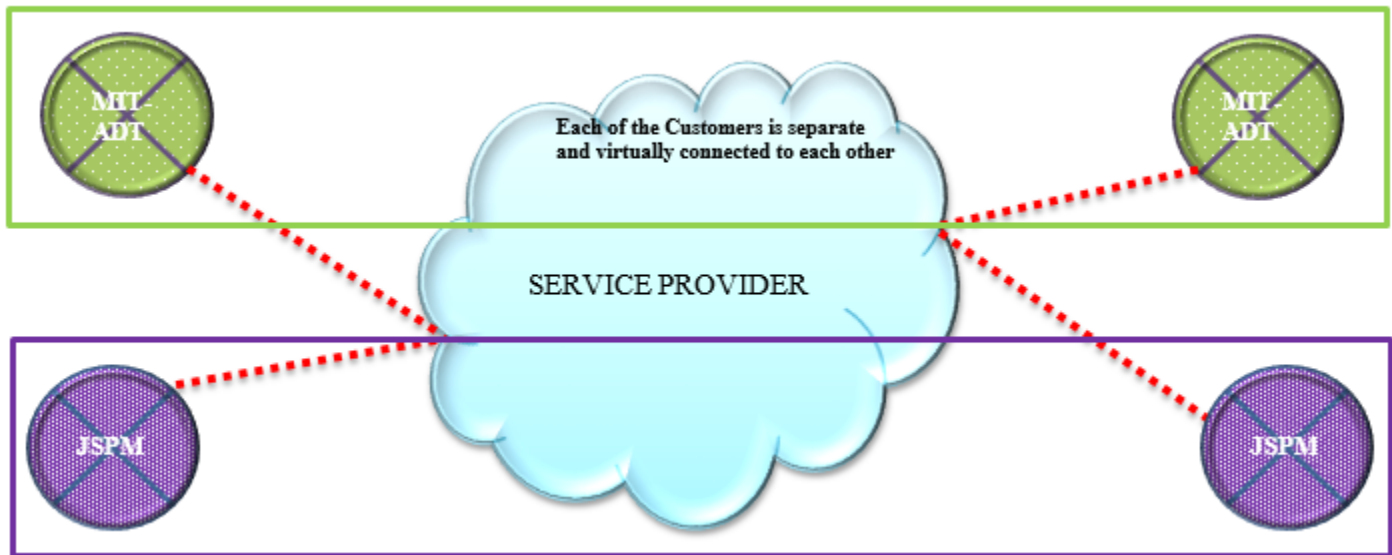 MIT-
ADT
MIT-
ADT
Each of the Customers is separate
and virtually connected to each other
SERVICE PROVIDER
JSPM
JSPM